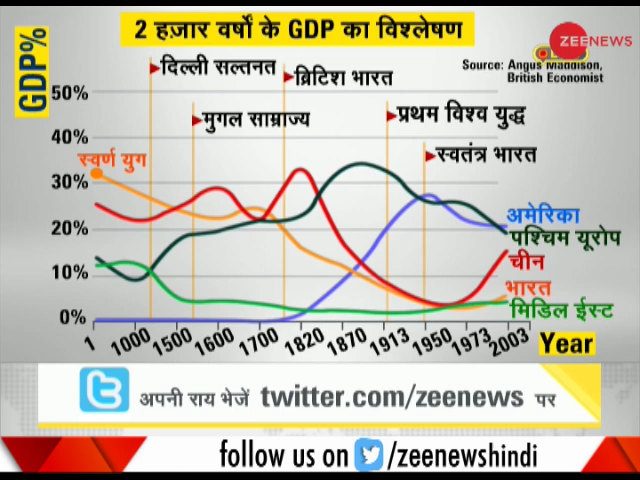 2 हज़ार वर्षों के GDP का विश्लेषण
ZEENEWS
Source: Angus Maddison,
British Economist
GDP%
दिल्ली सल्तनत
ब्रिटिश भारत
मुगल साम्राज्य
प्रथम विश्व युद्ध
स्वतंत्र भारत
स्वर्ण युग
50%
40%
30%
20%
10%
0%
अमेरिका
पश्चिम यूरोप
चीन
भारत
मिडिल ईस्ट
1 1000 1500 1600 1700 1820 1870 1913 1950 1973 2003 Year
अपनी राय भेजें twitter.com/zeenews पर
follow us on /zeenewshindi